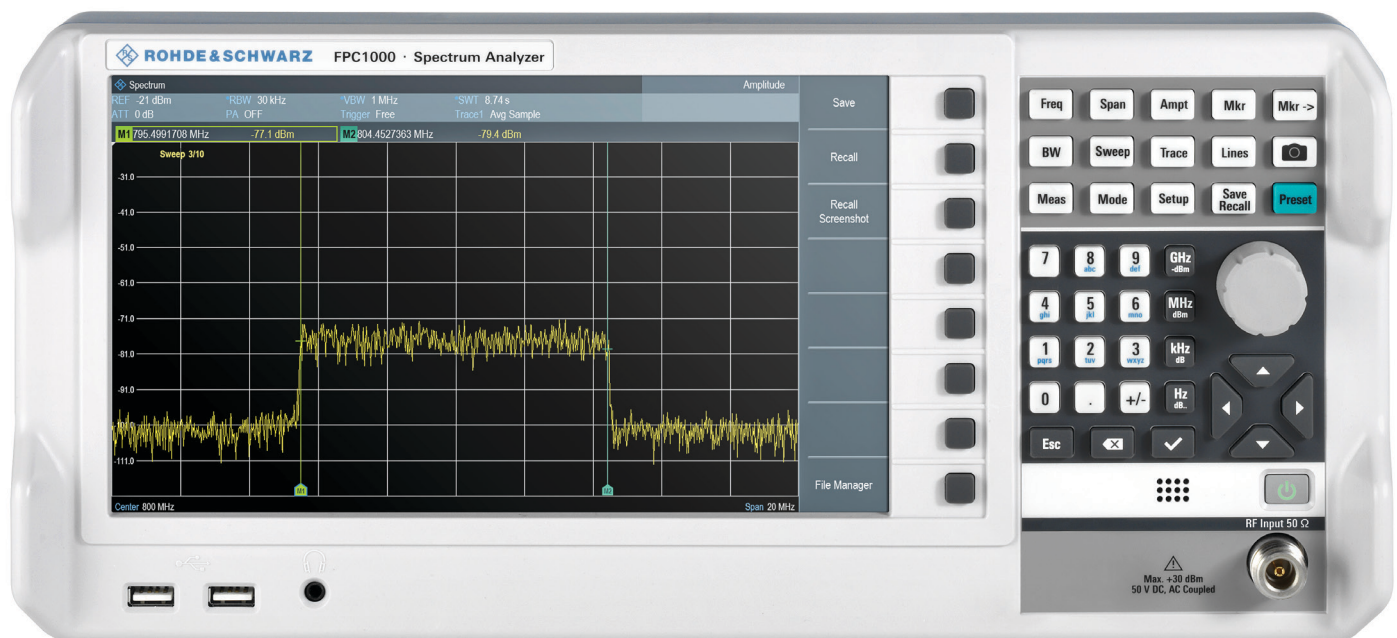 ROHDE&SCHWARZ FPC1000 · Spectrum Analyzer
Spectrum Amplitude
REF -21 dBm *RBW 30 kHz *VBW 1 MHz *SWT 8.74 s
ATT 0 dB PA OFF Trigger Free Trace1 Avg Sample
M1 795.4991708 MHz -77.1 dBm M2 804.4527363 MHz -79.4 dBm
Sweep 3/10
-31.0
-41.0
-51.0
-61.0
-71.0
-81.0
-91.0
-111.0
M1 M2
Center 800 MHz Span 20 MHz
Save
Recall
Recall
Screenshot
File Manager
Freq Span Ampt Mkr Mkr ->
BW Sweep Trace Lines
Meas Mode Setup Save Recall Preset
7 8 abc 9 def GHz -dBm
4 ghi 5 jkl 6 mno MHz dBm
1 pqrs 2 tuv 3 wxyz kHz dB
0 . +/- Hz dB..
Esc
RF Input 50 Ω
Max. +30 dBm
50 V DC, AC Coupled